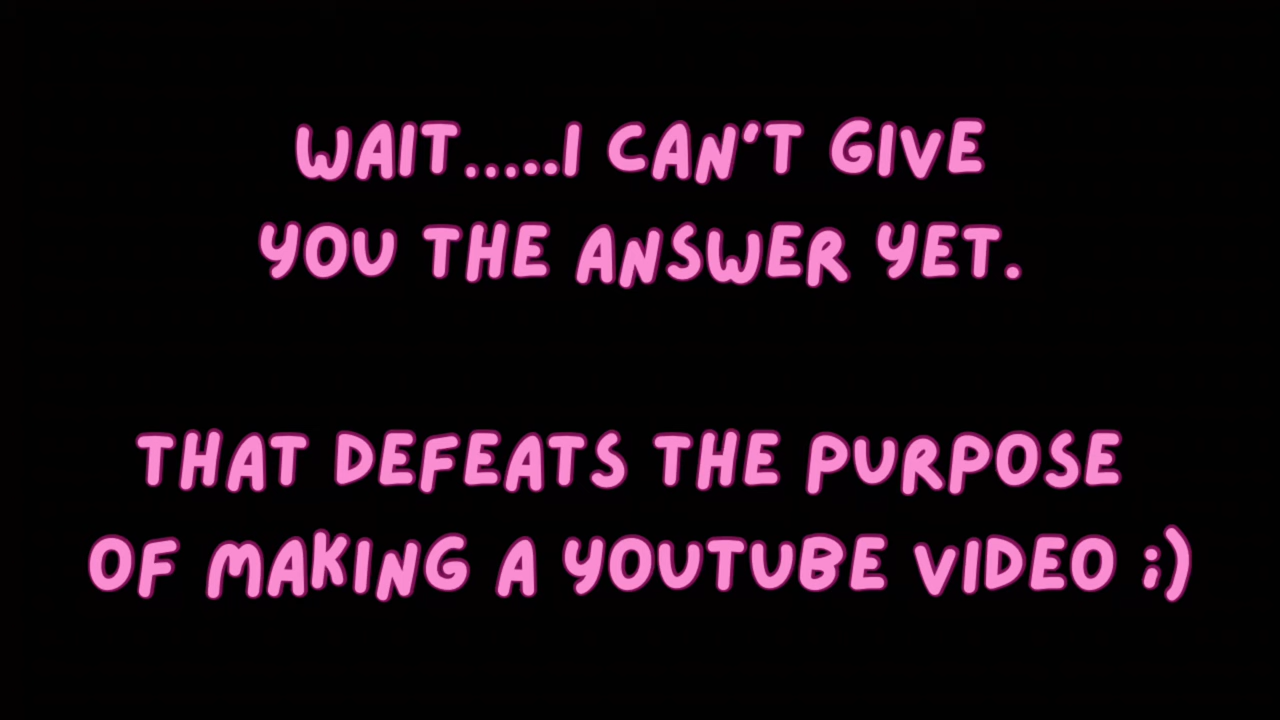 WAIT.....I CAN'T GIVE
YOU THE ANSWER YET.
THAT DEFEATS THE PURPOSE
OF MAKING A YOUTUBE VIDEO ;)